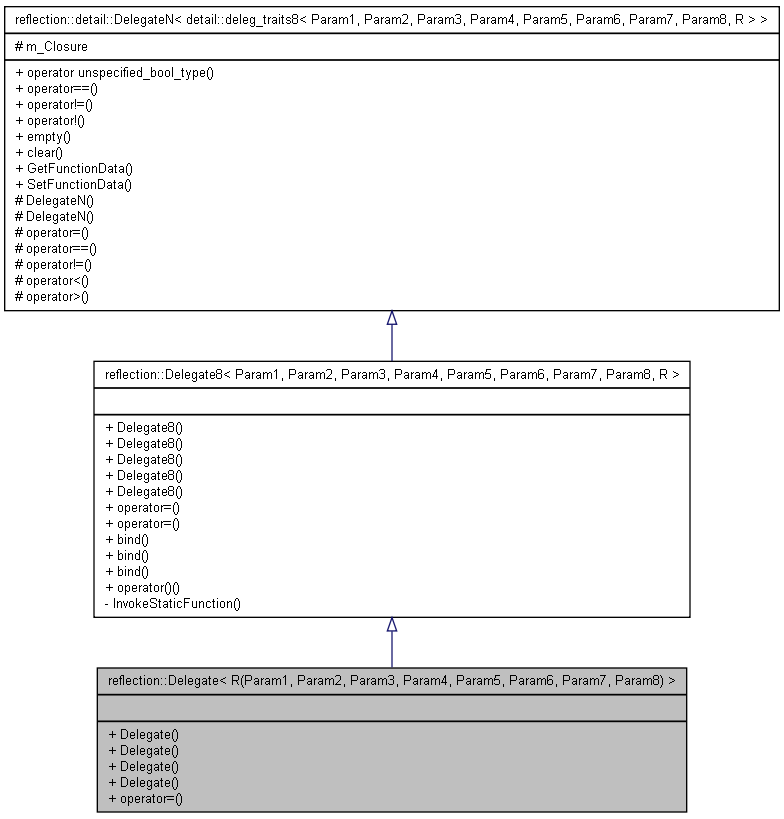 reflection::detail::DelegateN< detail::deleg_traits8< Param1, Param2, Param3, Param4, Param5, Param6, Param7, Param8, R > >
# m_Closure
+ operator unspecified_bool_type()
+ operator==()
+ operator!=()
+ operator!()
+ empty()
+ clear()
+ GetFunctionData()
+ SetFunctionData()
# DelegateN()
# DelegateN()
# operator=()
# operator==()
# operator!=()
# operator<()
# operator>()
reflection::Delegate8< Param1, Param2, Param3, Param4, Param5, Param6, Param7, Param8, R >
+ Delegate8()
+ Delegate8()
+ Delegate8()
+ Delegate8()
+ Delegate8()
+ operator=()
+ operator=()
+ bind()
+ bind()
+ bind()
+ operator()()
- InvokeStaticFunction()
reflection::Delegate< R(Param1, Param2, Param3, Param4, Param5, Param6, Param7, Param8) >
+ Delegate()
+ Delegate()
+ Delegate()
+ Delegate()
+ operator=()